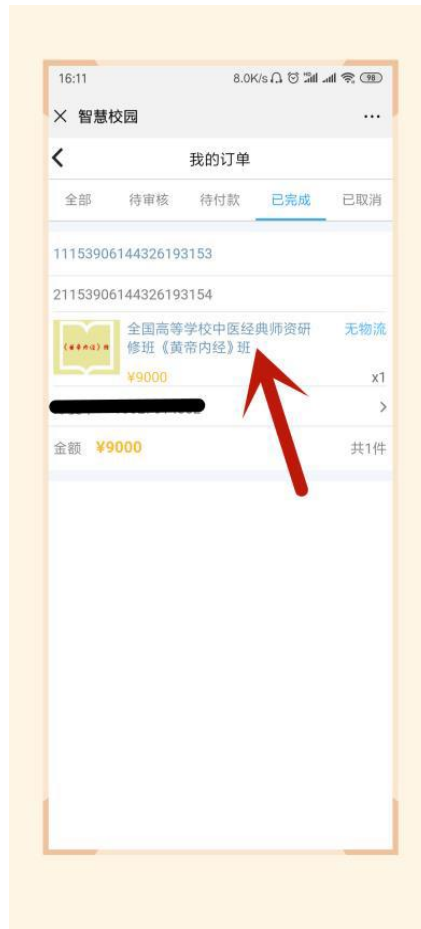 16:11
8.0K/s
98
智慧校园
我的订单
全部
待审核
待付款
已完成
已取消
11153906144326193153
21153906144326193154
全国高等学校中医经典师资研
无物流
修班《黄帝内经》班
¥9000
x1
金额 ¥9000
共1件